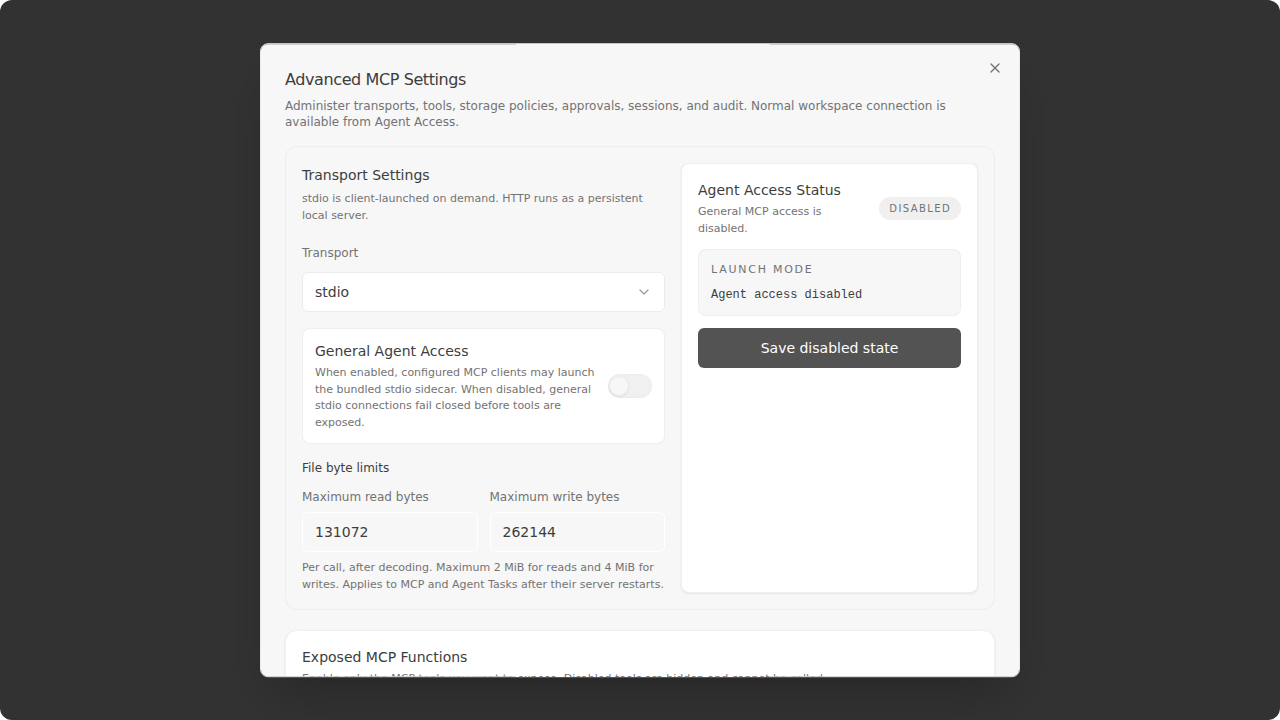 Advanced MCP Settings
Administer transports, tools, storage policies, approvals, sessions, and audit. Normal workspace connection is
available from Agent Access.
Transport Settings
stdio is client-launched on demand. HTTP runs as a persistent
local server.
Transport
stdio
General Agent Access
When enabled, configured MCP clients may launch
the bundled stdio sidecar. When disabled, general
stdio connections fail closed before tools are
exposed.
File byte limits
Maximum read bytes
Maximum write bytes
131072
262144
Per call, after decoding. Maximum 2 MiB for reads and 4 MiB for
writes. Applies to MCP and Agent Tasks after their server restarts.
Agent Access Status
General MCP access is
disabled.
DISABLED
LAUNCH MODE
Agent access disabled
Save disabled state
Exposed MCP Functions